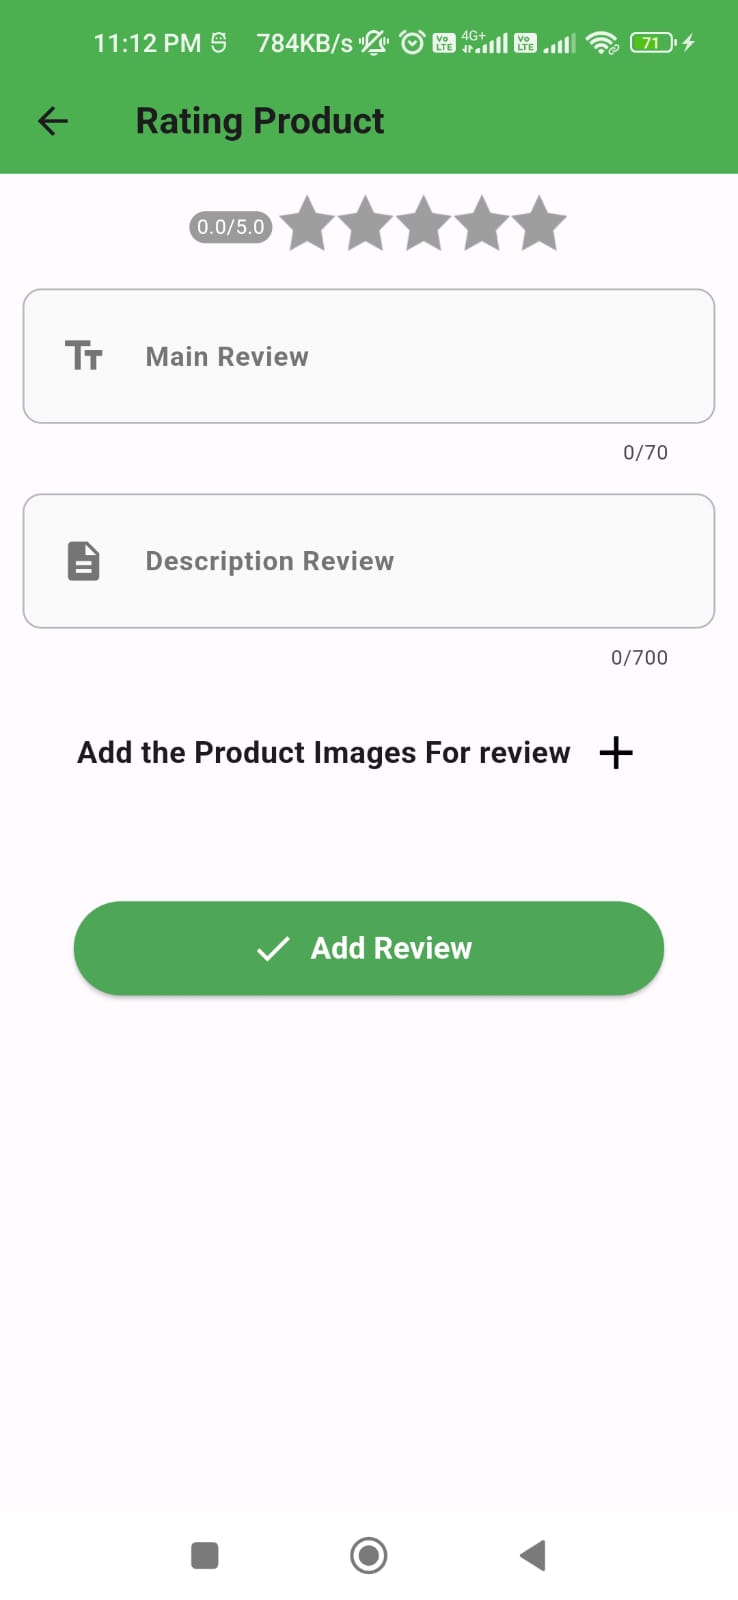 11:12 PM 784KB/s Vo LTE 4G+ Vo LTE 71
Rating Product
0.0/5.0
Main Review
0/70
Description Review
0/700
Add the Product Images For review
Add Review